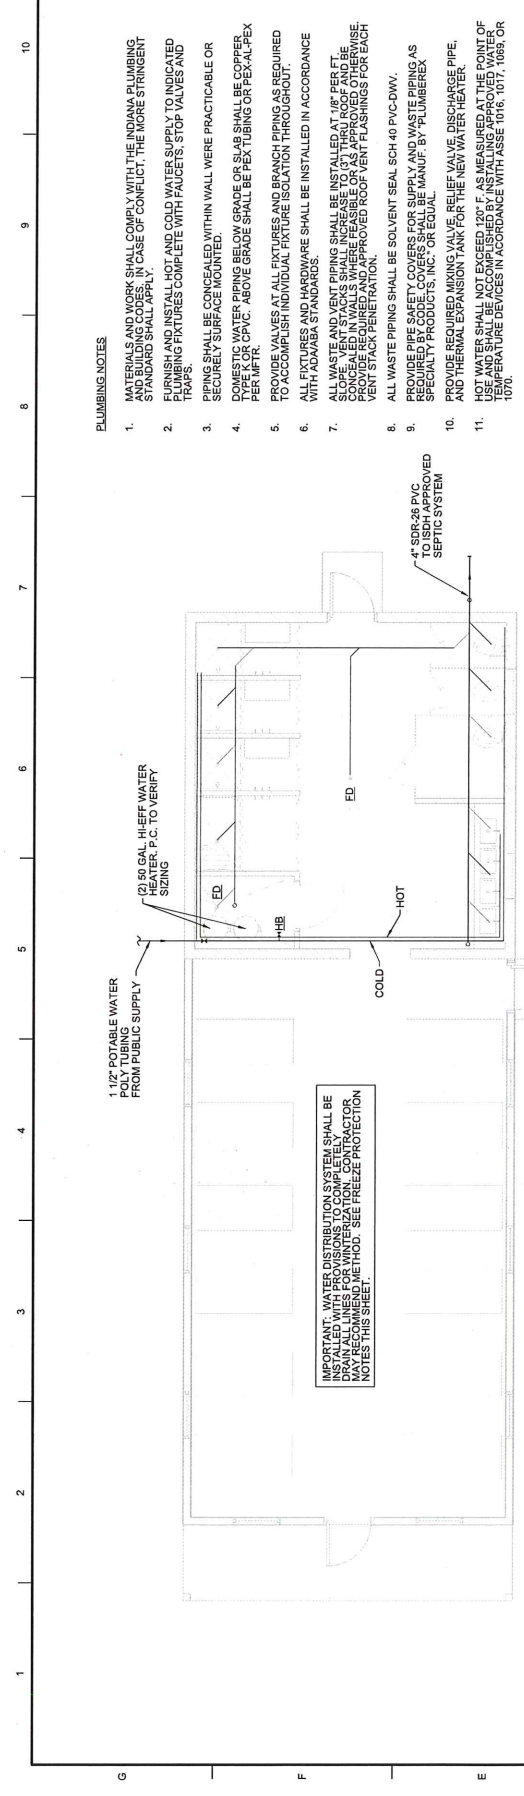 1
2
3
4
5
6
7
8
9
10
G
F
E
1 1/2" POTABLE WATER
POLY TUBING
FROM PUBLIC SUPPLY
(2) 50 GAL. HI-EFF WATER
HEATER. P.C. TO VERIFY
SIZING
FD
HB
FD
HOT
COLD
4" SDR-26 PVC
TO ISDH APPROVED
SEPTIC SYSTEM
IMPORTANT: WATER DISTRIBUTION SYSTEM SHALL BE
INSTALLED WITH PROVISIONS TO COMPLETELY
DRAIN ALL LINES FOR WINTERIZATION. CONTRACTOR
MAY RECOMMEND METHOD. SEE FREEZE PROTECTION
NOTES THIS SHEET.
PLUMBING NOTES
1. MATERIALS AND WORK SHALL COMPLY WITH THE INDIANA PLUMBING
AND BUILDING CODES. IN CASE OF CONFLICT, THE MORE STRINGENT
STANDARD SHALL APPLY.
2. FURNISH AND INSTALL HOT AND COLD WATER SUPPLY TO INDICATED
PLUMBING FIXTURES COMPLETE WITH FAUCETS, STOP VALVES AND
TRAPS.
3. PIPING SHALL BE CONCEALED WITHIN WALL WERE PRACTICABLE OR
SECURELY SURFACE MOUNTED.
4. DOMESTIC WATER PIPING BELOW GRADE OR SLAB SHALL BE COPPER
TYPE K OR CPVC. ABOVE GRADE SHALL BE PEX TUBING OR PEX-AL-PEX
PER MFTR.
5. PROVIDE VALVES AT ALL FIXTURES AND BRANCH PIPING AS REQUIRED
TO ACCOMPLISH INDIVIDUAL FIXTURE ISOLATION THROUGHOUT.
6. ALL FIXTURES AND HARDWARE SHALL BE INSTALLED IN ACCORDANCE
WITH ADA/ABA STANDARDS.
7. ALL WASTE AND VENT PIPING SHALL BE INSTALLED AT 1/8" PER FT.
SLOPE. VENT STACKS SHALL INCREASE TO (3") THRU ROOF AND BE
CONCEALED IN WALLS WHERE FEASIBLE OR AS APPROVED OTHERWISE.
PROVIDE REQUIRED AND APPROVED ROOF VENT FLASHINGS FOR EACH
VENT STACK PENETRATION.
8. ALL WASTE PIPING SHALL BE SOLVENT SEAL SCH 40 PVC-DWV.
9. PROVIDE PIPE SAFETY COVERS FOR SUPPLY AND WASTE PIPING AS
REQUIRED BY CODE. COVERS SHALL BE MANUF. BY "PLUMBEREX
SPECIALTY PRODUCTS, INC." OR EQUAL.
10. PROVIDE REQUIRED MIXING VALVE, RELIEF VALVE, DISCHARGE PIPE,
AND THERMAL EXPANSION TANK FOR THE NEW WATER HEATER.
11. HOT WATER SHALL NOT EXCEED 120° F. AS MEASURED AT THE POINT OF
USE AND SHALL BE ACCOMPLISHED BY INSTALLING APPROVED WATER
TEMPERATURE DEVICES IN ACORDANCE WITH ASSE 1016, 1017, 1069, OR
1070.